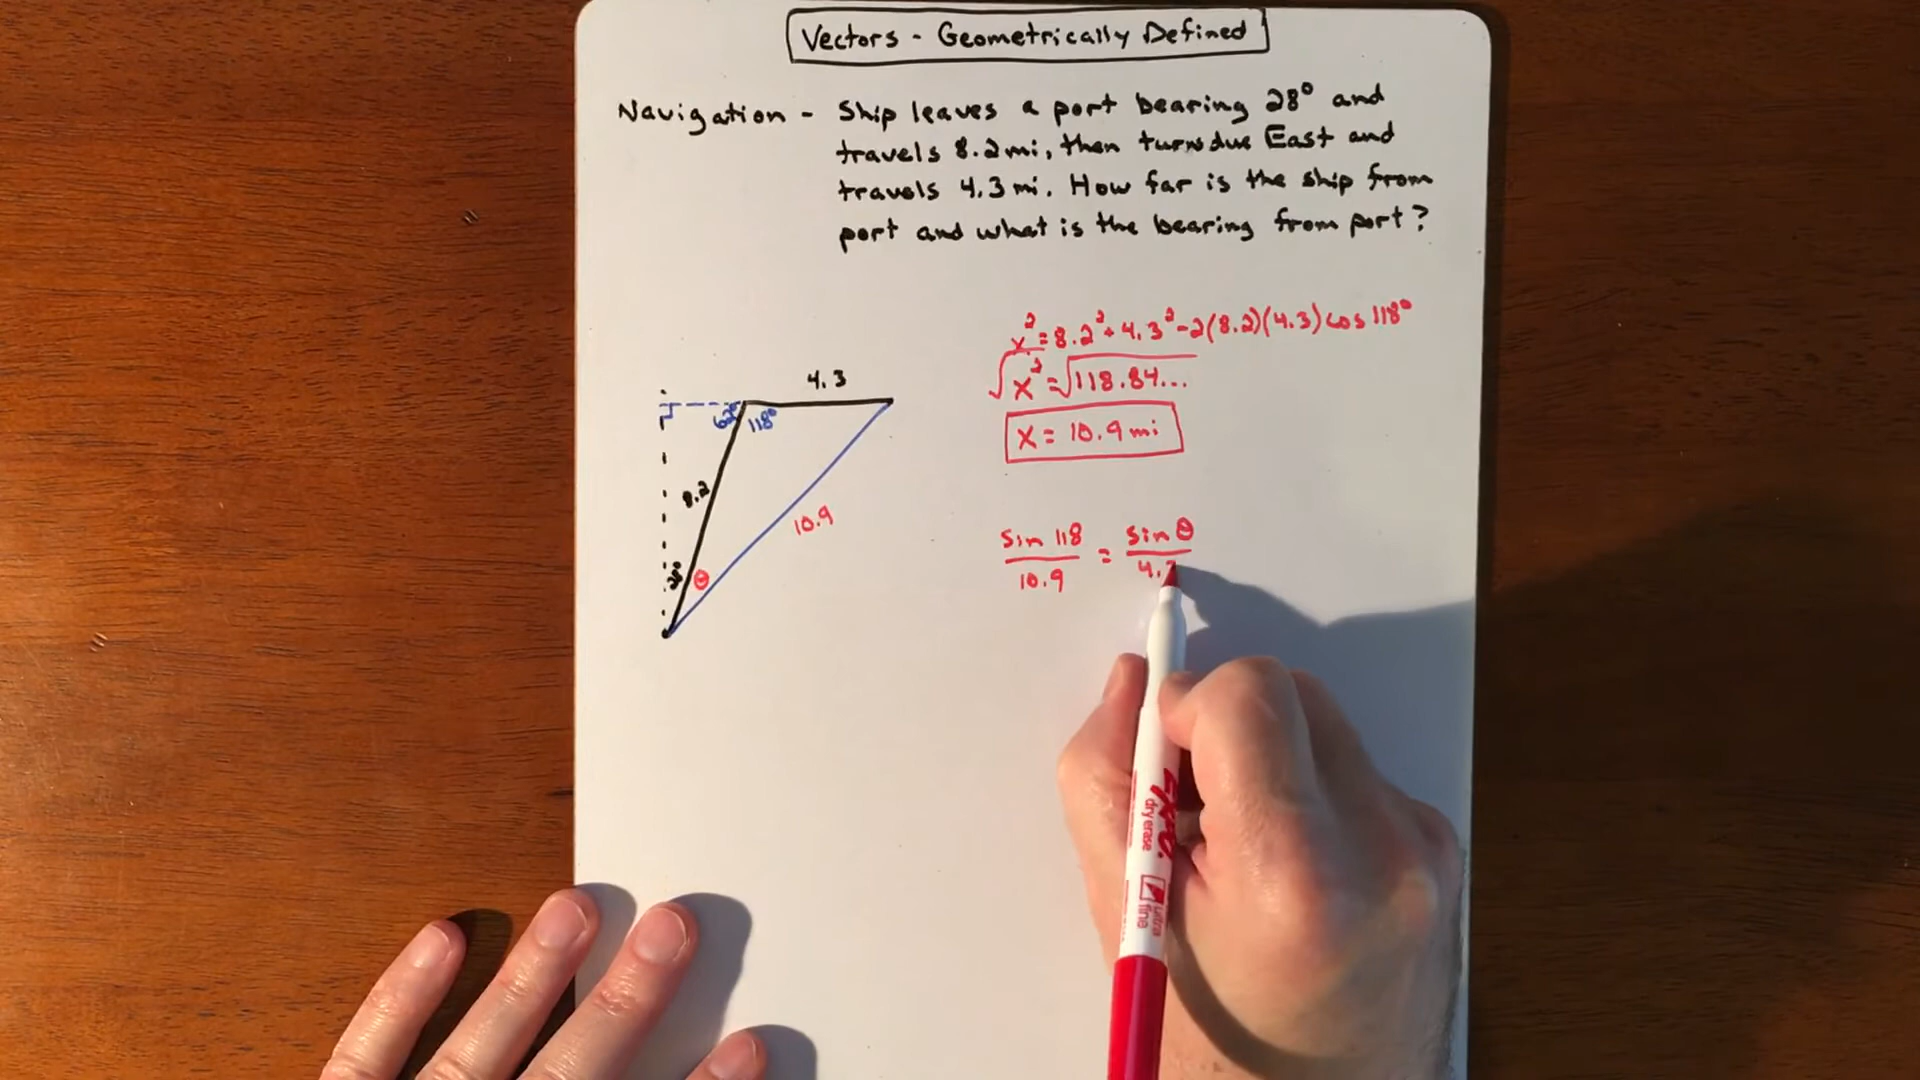 Vectors - Geometrically Defined
Navigation - Ship leaves a port bearing 28° and
travels 8.2 mi, then turns due East and
travels 4.3 mi. How far is the ship from
port and what is the bearing from port?
x² = 8.2² + 4.3² - 2(8.2)(4.3) cos 118°
√x² = √118.84...
x = 10.9 mi
4.3
62°
118°
8.2
10.9
28°
θ
sin 118 / 10.9 = sin θ / 4.
EXPO
dry erase
ultra
fine